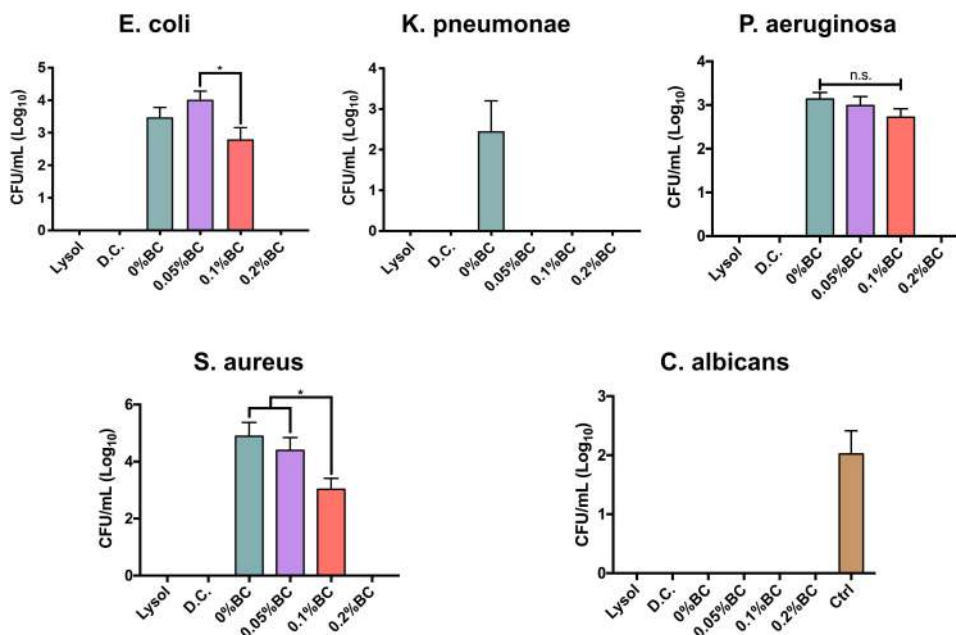 E. coli
CFU/mL (Log10)
5
4
3
2
1
0
*
Lysol
D.C.
0%BC
0.05%BC
0.1%BC
0.2%BC
K. pneumonae
CFU/mL (Log10)
4
3
2
1
0
Lysol
D.C.
0%BC
0.05%BC
0.1%BC
0.2%BC
P. aeruginosa
CFU/mL (Log10)
4
3
2
1
0
n.s.
Lysol
D.C.
0%BC
0.05%BC
0.1%BC
0.2%BC
S. aureus
CFU/mL (Log10)
6
4
2
0
*
Lysol
D.C.
0%BC
0.05%BC
0.1%BC
0.2%BC
C. albicans
CFU/mL (Log10)
3
2
1
0
Lysol
D.C.
0%BC
0.05%BC
0.1%BC
0.2%BC
Ctrl